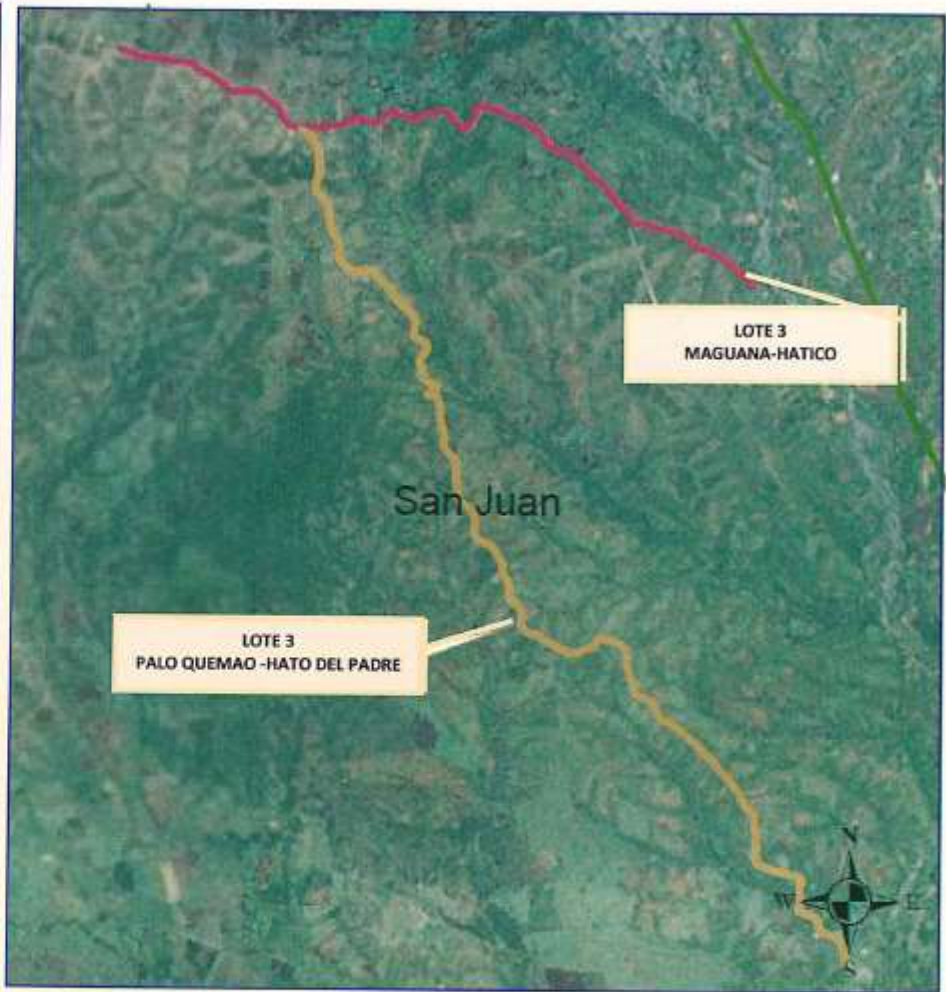 LOTE 3
MAGUANA-HATICO
San Juan
LOTE 3
PALO QUEMAO -HATO DEL PADRE
N
W
E
S